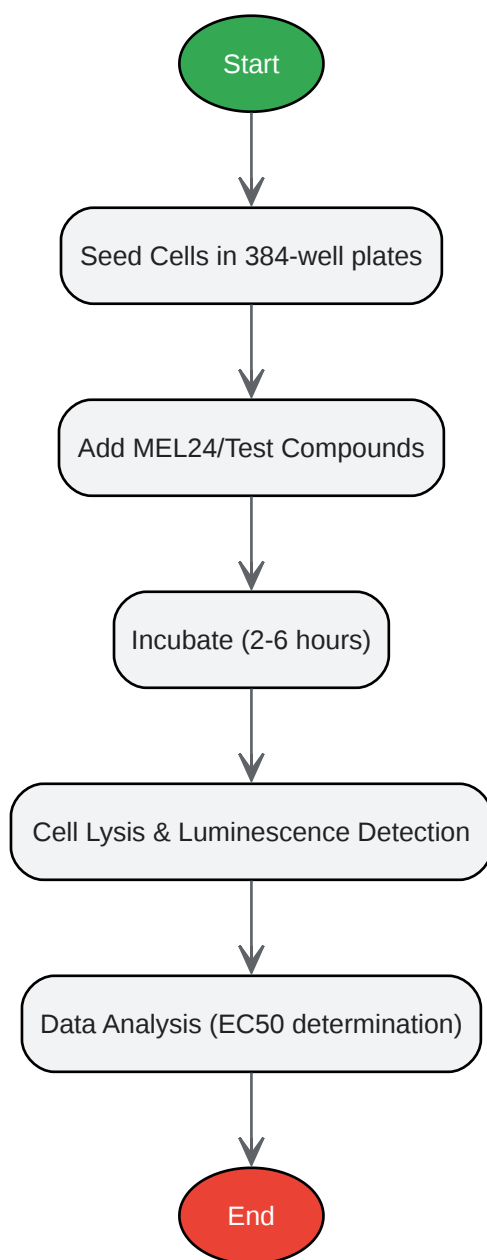 Start
Seed Cells in 384-well plates
Add MEL24/Test Compounds
Incubate (2-6 hours)
Cell Lysis & Luminescence Detection
Data Analysis (EC50 determination)
End